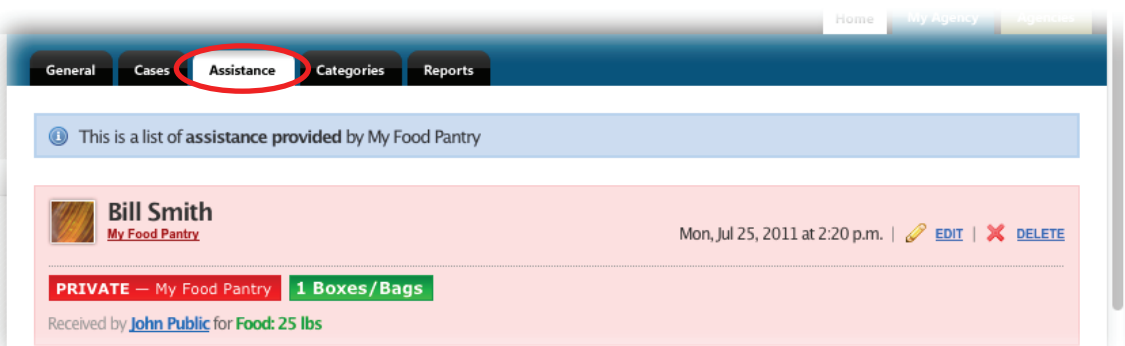 Home My Agency Agencies
General Cases Assistance Categories Reports
This is a list of assistance provided by My Food Pantry
Bill Smith
My Food Pantry
Mon, Jul 25, 2011 at 2:20 p.m. | EDIT | DELETE
PRIVATE — My Food Pantry 1 Boxes/Bags
Received by John Public for Food: 25 lbs